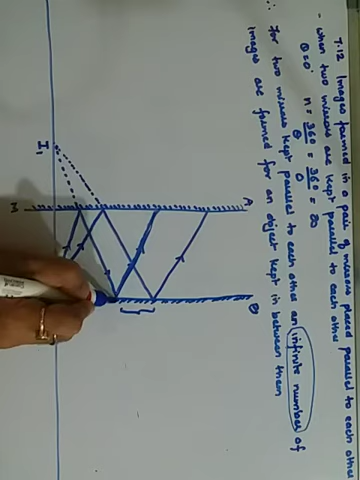 7.12 Images formed in a pair of mirrors placed parallel to each other
- when two mirrors are kept parallel to each other
θ=0° n = 360/θ = 360/0 = ∞
∴ For two mirrors kept parallel to each other an infinite number of
images are formed for an object kept in between them
I₁
M
A
B